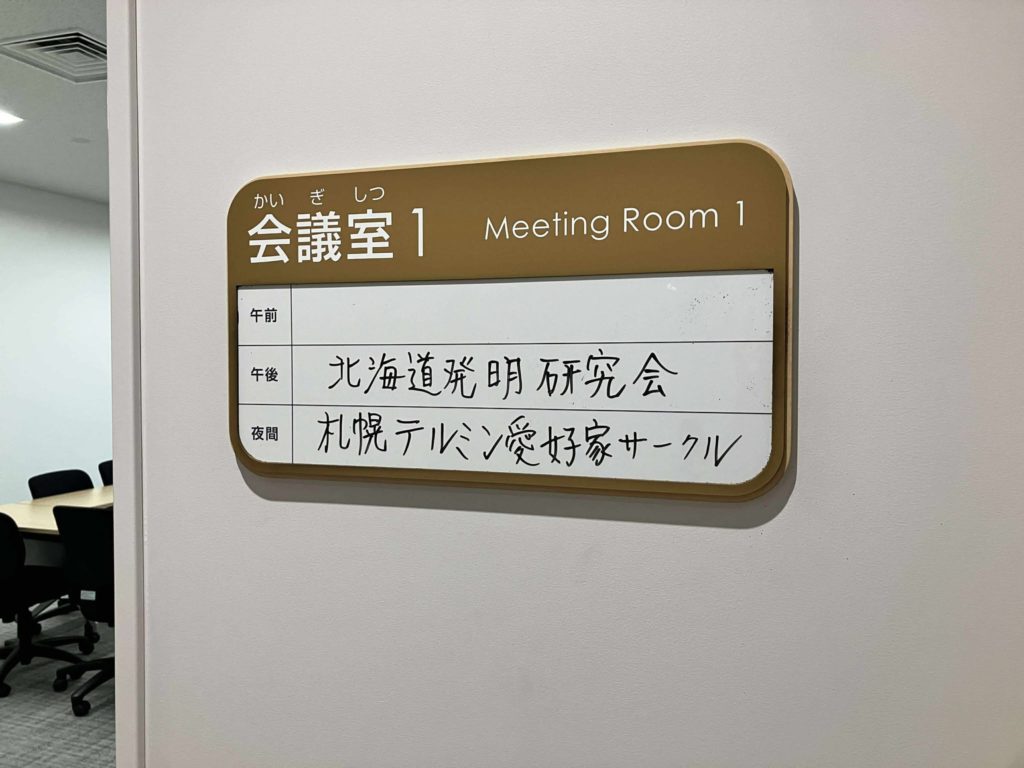 かい ぎ しつ
会議室1 Meeting Room 1
午前
午後 北海道発明研究会
夜間 札幌テルミン愛好家サークル